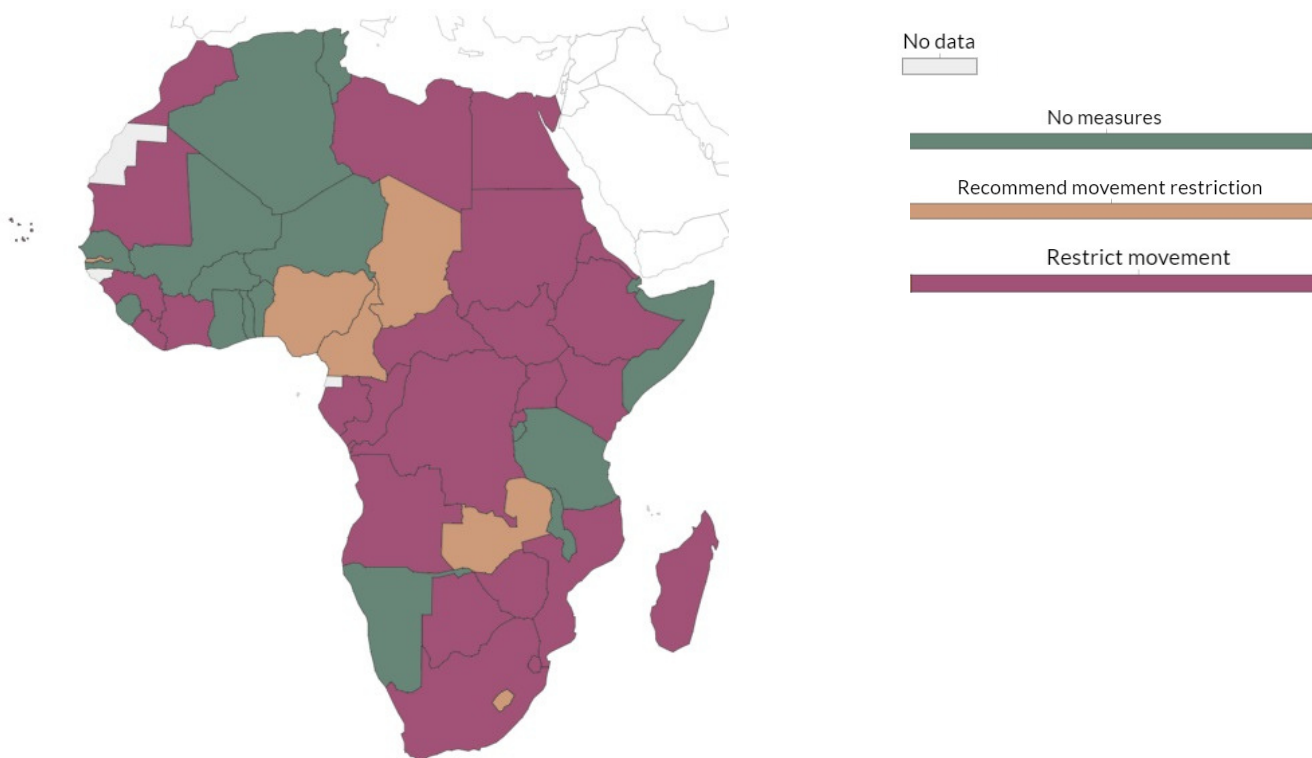 No data
No measures
Recommend movement restriction
Restrict movement